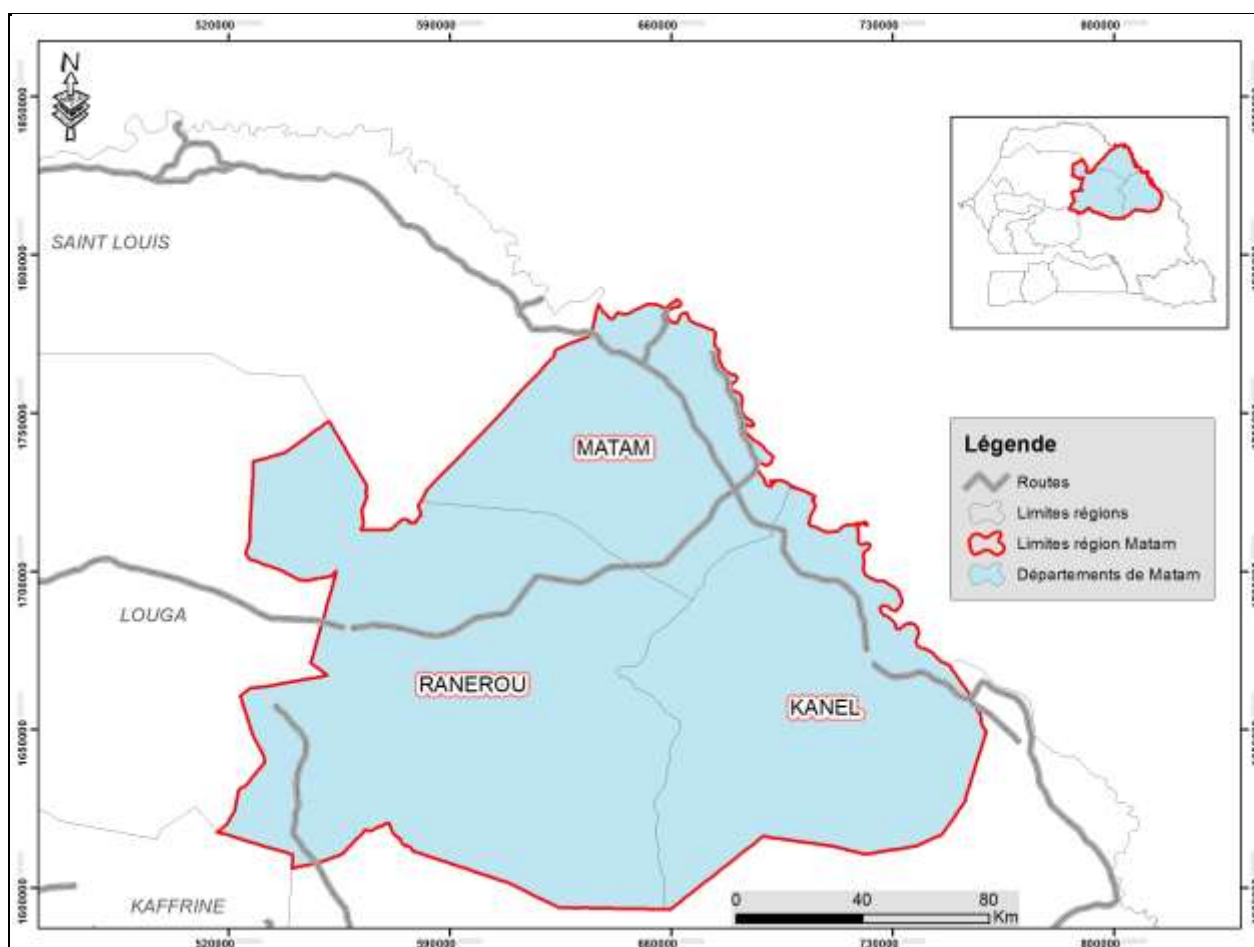 520000 590000 660000 730000 800000
N
1850000
SAINT LOUIS
1800000
1750000
MATAM
Légende
Routes
Limites régions
Limites région Matam
Départements de Matam
1700000
LOUGA
RANEROU
KANEL
1650000
1600000
KAFFRINE
0 40 80
Km
520000 590000 660000 730000 800000